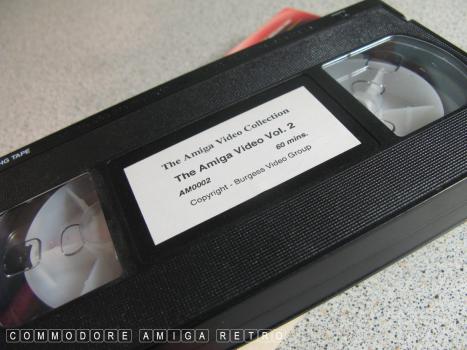 NG TAPE
The Amiga Video Collection
The Amiga Video Vol. 2
AM0002 60 mins.
Copyright - Burgess Video Group
COMMODORE AMIGA RETRO